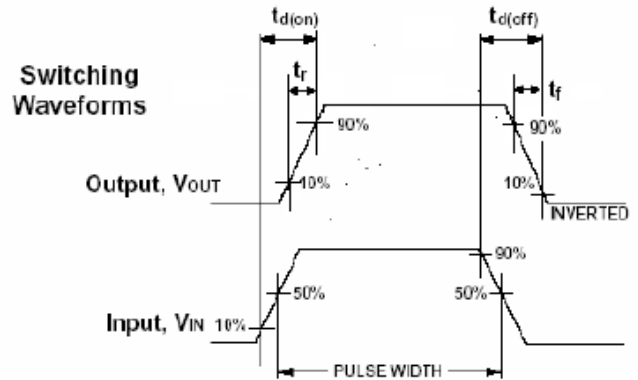 td(on)
td(off)
Switching
Waveforms
tr
tf
90%
90%
Output, VOUT
10%
10%
INVERTED
90%
50%
50%
Input, VIN
10%
PULSE WIDTH